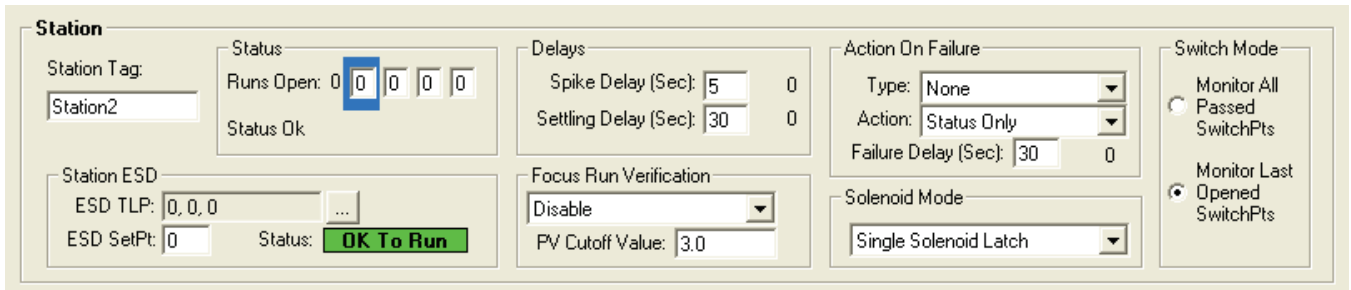 Station
Station Tag:
Station2
Status
Runs Open: 0 0 0 0 0
Status Ok
Delays
Spike Delay (Sec): 5 0
Settling Delay (Sec): 30 0
Action On Failure
Type: None
Action: Status Only
Failure Delay (Sec): 30 0
Switch Mode
Monitor All
Passed
SwitchPts
Monitor Last
Opened
SwitchPts
Station ESD
ESD TLP: 0, 0, 0 ...
ESD SetPt: 0 Status: OK To Run
Focus Run Verification
Disable
PV Cutoff Value: 3.0
Solenoid Mode
Single Solenoid Latch